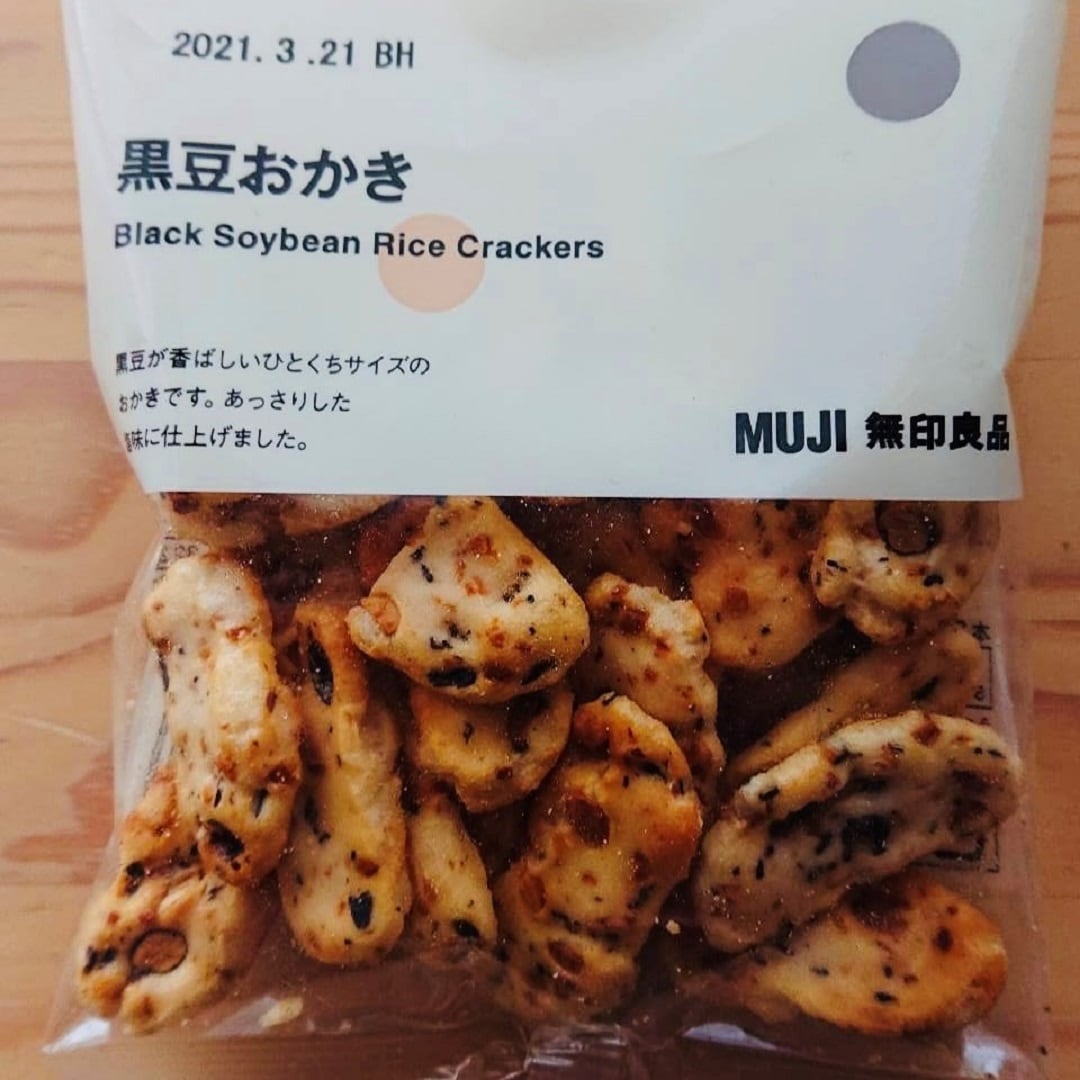 2021.3.21 BH
黒豆おかき
Black Soybean Rice Crackers
黒豆が香ばしいひとくちサイズの
おかきです。あっさりした
塩味に仕上げました。
MUJI 無印良品